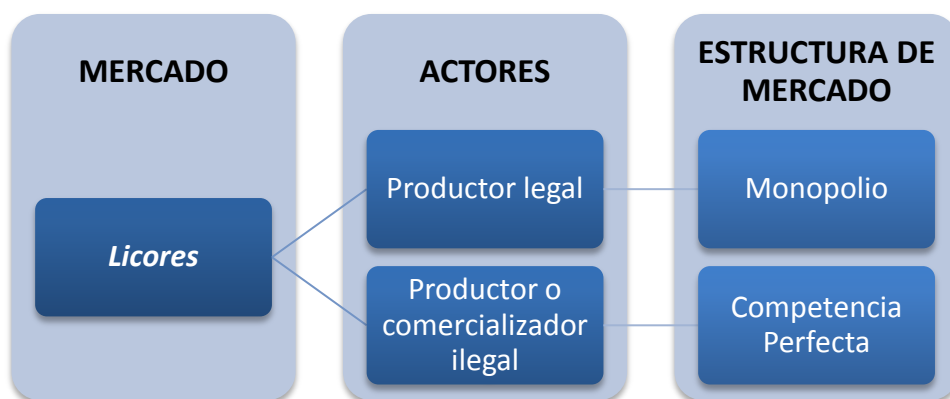 MERCADO
Licores
ACTORES
Productor legal
Productor o
comercializador
ilegal
ESTRUCTURA DE
MERCADO
Monopolio
Competencia
Perfecta